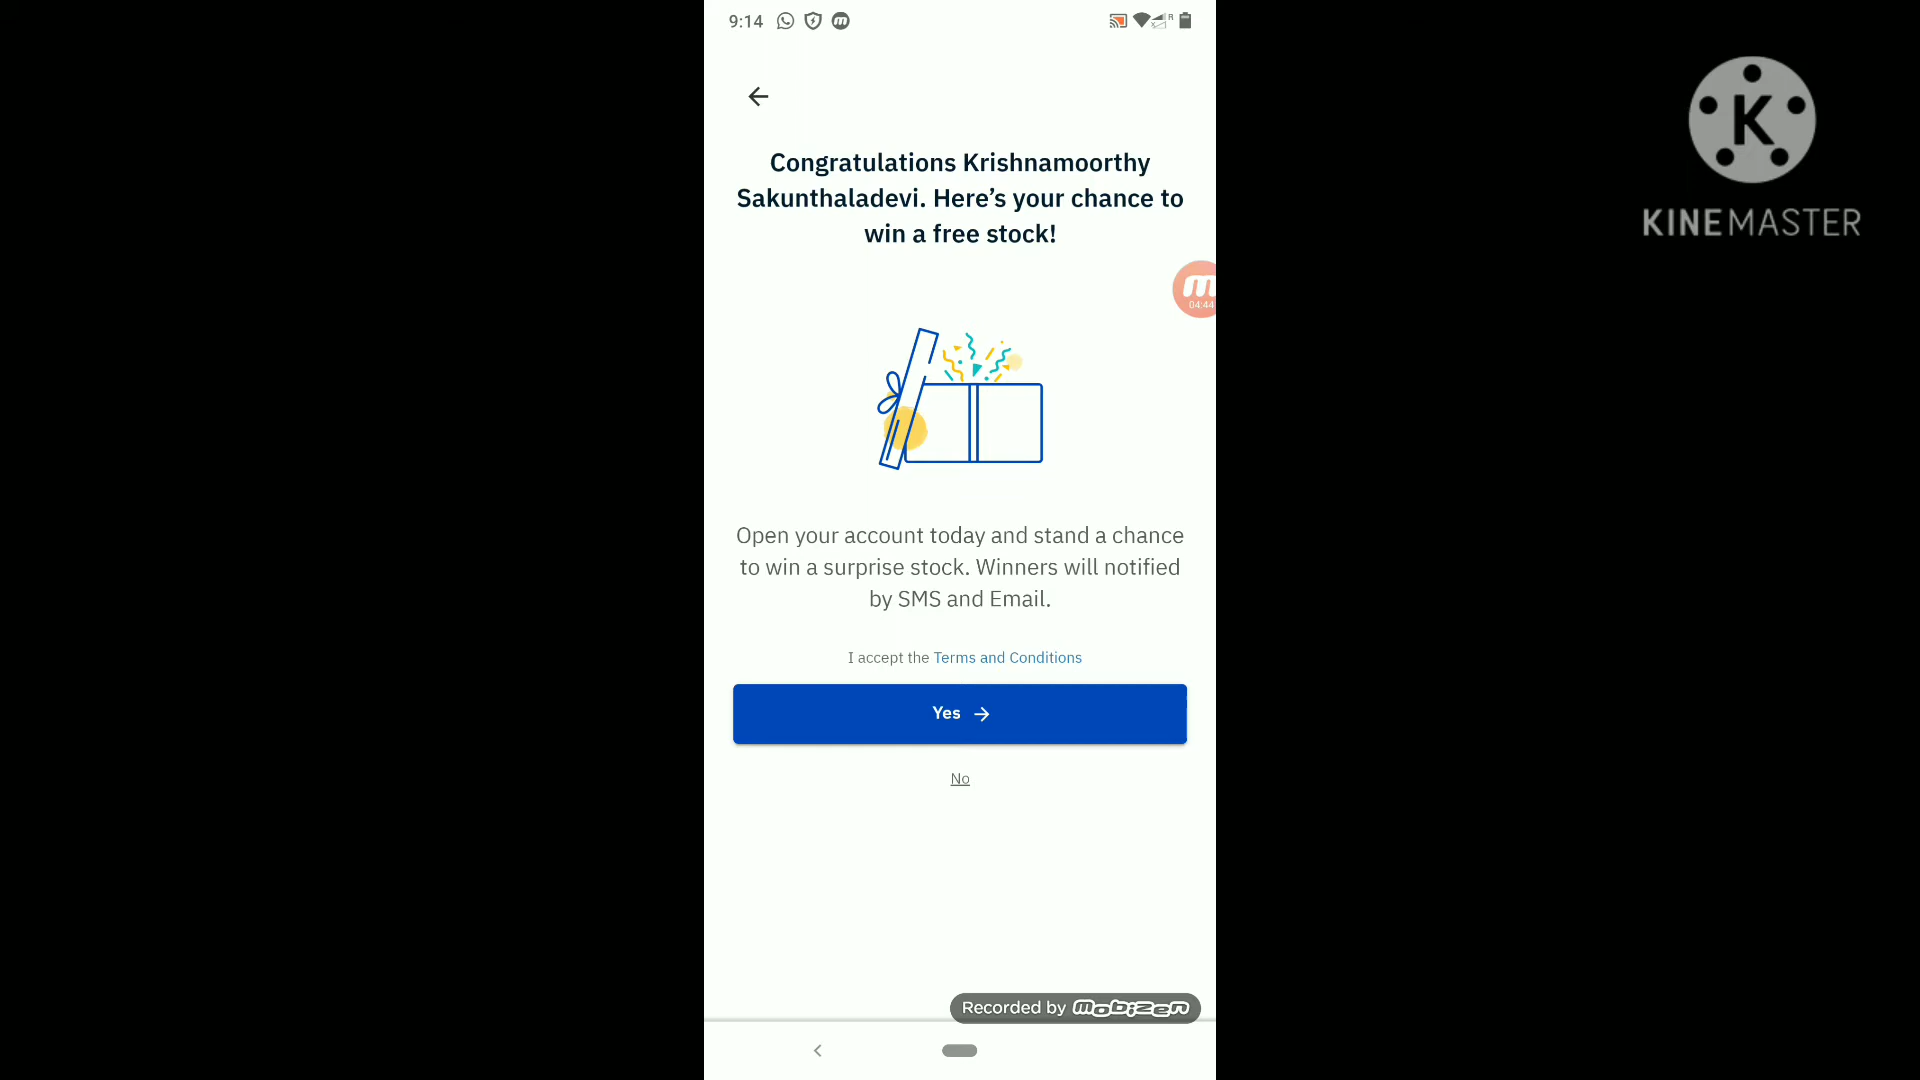 9:14
R
KINEMASTER
Congratulations Krishnamoorthy
Sakunthaladevi. Here’s your chance to
win a free stock!
04:44
Open your account today and stand a chance
to win a surprise stock. Winners will notified
by SMS and Email.
I accept the Terms and Conditions
Yes
No
Recorded by mobizen